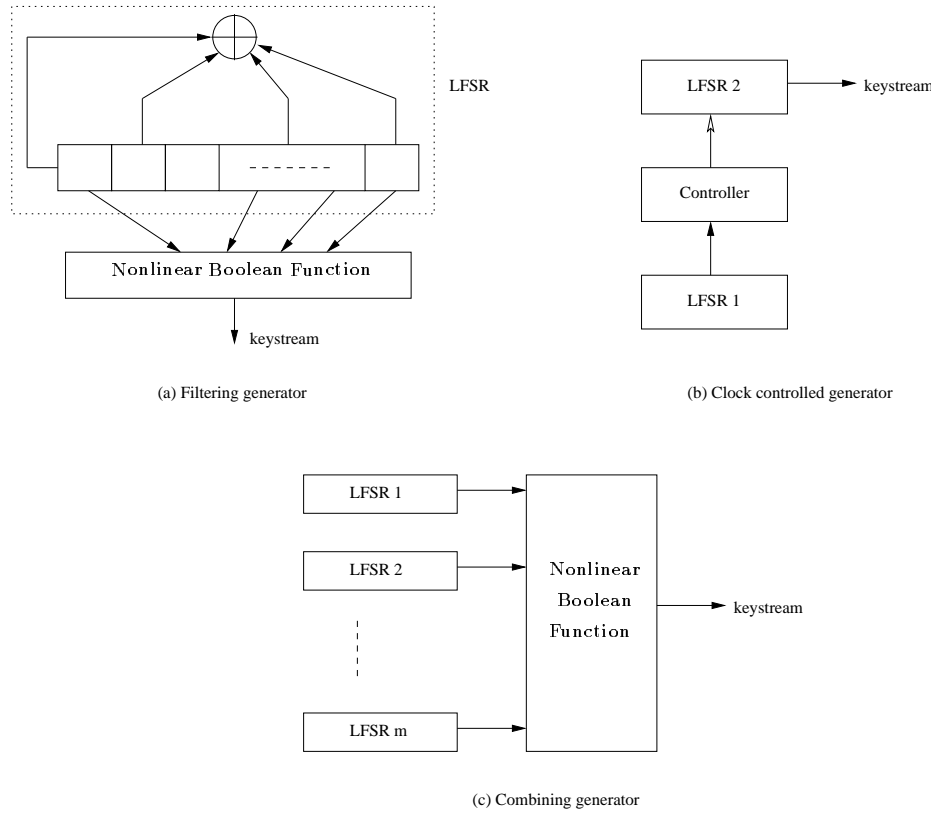 LFSR
Nonlinear Boolean Function
keystream
(a) Filtering generator
LFSR 2
keystream
Controller
LFSR 1
(b) Clock controlled generator
LFSR 1
LFSR 2
LFSR m
Nonlinear
Boolean
Function
keystream
(c) Combining generator